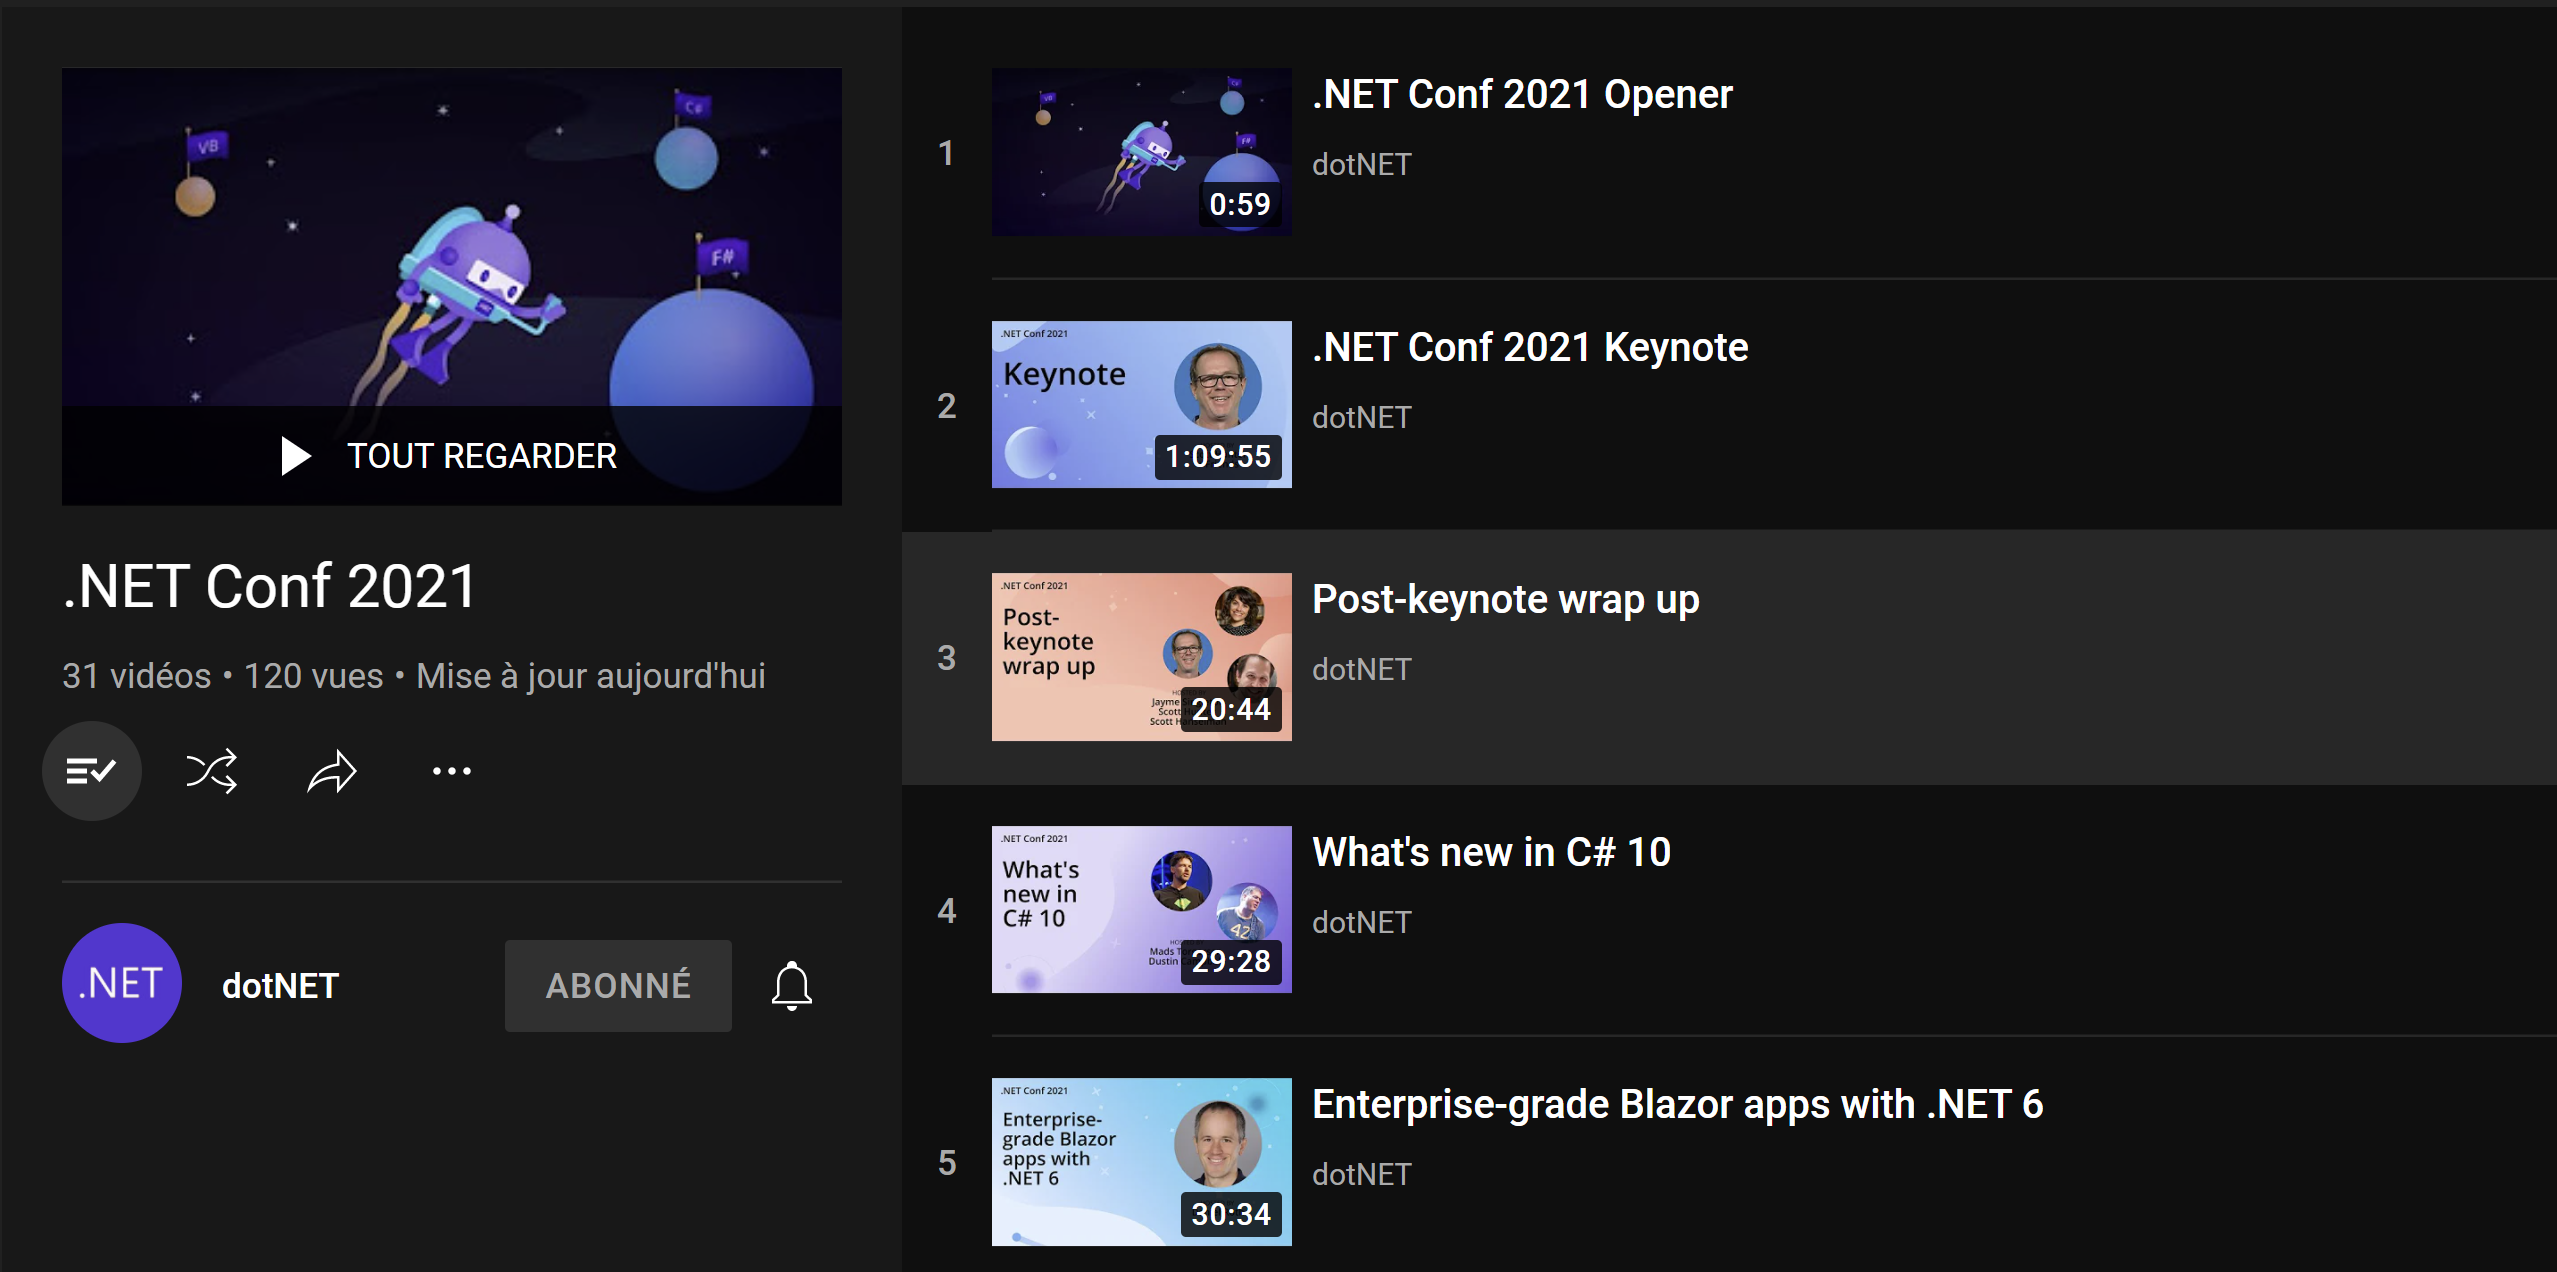 VB
C#
F#
TOUT REGARDER
.NET Conf 2021
31 vidéos • 120 vues • Mise à jour aujourd'hui
.NET
dotNET
ABONNÉ
1
VB
C#
F#
0:59
.NET Conf 2021 Opener
dotNET
2
.NET Conf 2021
Keynote
1:09:55
.NET Conf 2021 Keynote
dotNET
3
.NET Conf 2021
Post-
keynote
wrap up
Jayme
Scott
Scott
20:44
Post-keynote wrap up
dotNET
4
.NET Conf 2021
What's
new in
C# 10
42
Mads
Dustin
29:28
What's new in C# 10
dotNET
5
.NET Conf 2021
Enterprise-
grade Blazor
apps with
.NET 6
30:34
Enterprise-grade Blazor apps with .NET 6
dotNET